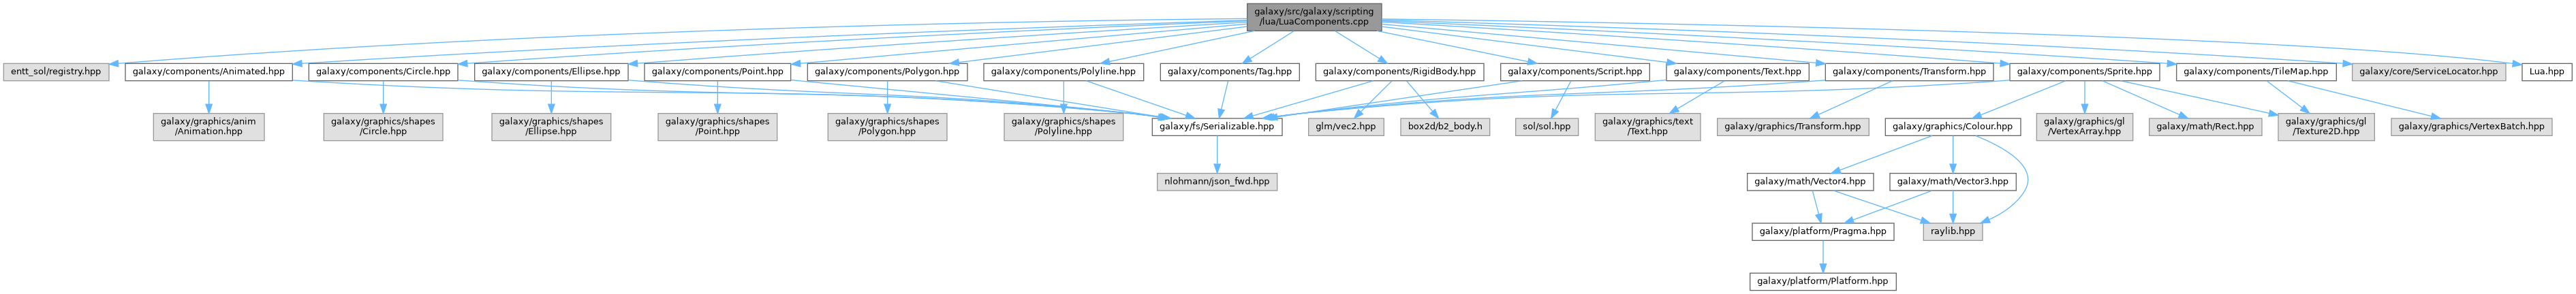 galaxy/src/galaxy/scripting
/lua/LuaComponents.cpp
entt_sol/registry.hpp
galaxy/components/Animated.hpp
galaxy/components/Circle.hpp
galaxy/components/Ellipse.hpp
galaxy/components/Point.hpp
galaxy/components/Polygon.hpp
galaxy/components/Polyline.hpp
galaxy/components/Tag.hpp
galaxy/components/RigidBody.hpp
galaxy/components/Script.hpp
galaxy/components/Text.hpp
galaxy/components/Transform.hpp
galaxy/components/Sprite.hpp
galaxy/components/TileMap.hpp
galaxy/core/ServiceLocator.hpp
Lua.hpp
galaxy/graphics/anim
/Animation.hpp
galaxy/graphics/shapes
/Circle.hpp
galaxy/graphics/shapes
/Ellipse.hpp
galaxy/graphics/shapes
/Point.hpp
galaxy/graphics/shapes
/Polygon.hpp
galaxy/graphics/shapes
/Polyline.hpp
galaxy/fs/Serializable.hpp
glm/vec2.hpp
box2d/b2_body.h
sol/sol.hpp
galaxy/graphics/text
/Text.hpp
galaxy/graphics/Transform.hpp
galaxy/graphics/Colour.hpp
galaxy/graphics/gl
/VertexArray.hpp
galaxy/math/Rect.hpp
galaxy/graphics/gl
/Texture2D.hpp
galaxy/graphics/VertexBatch.hpp
nlohmann/json_fwd.hpp
galaxy/math/Vector4.hpp
galaxy/math/Vector3.hpp
galaxy/platform/Pragma.hpp
raylib.hpp
galaxy/platform/Platform.hpp